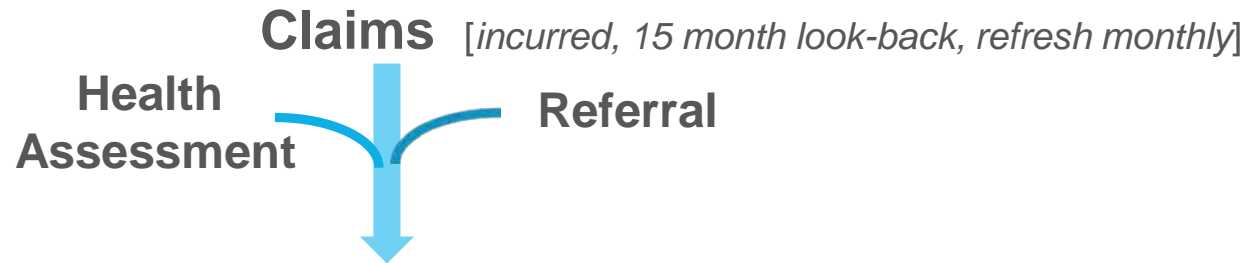 Claims [incurred, 15 month look-back, refresh monthly]
Health
Assessment
Referral